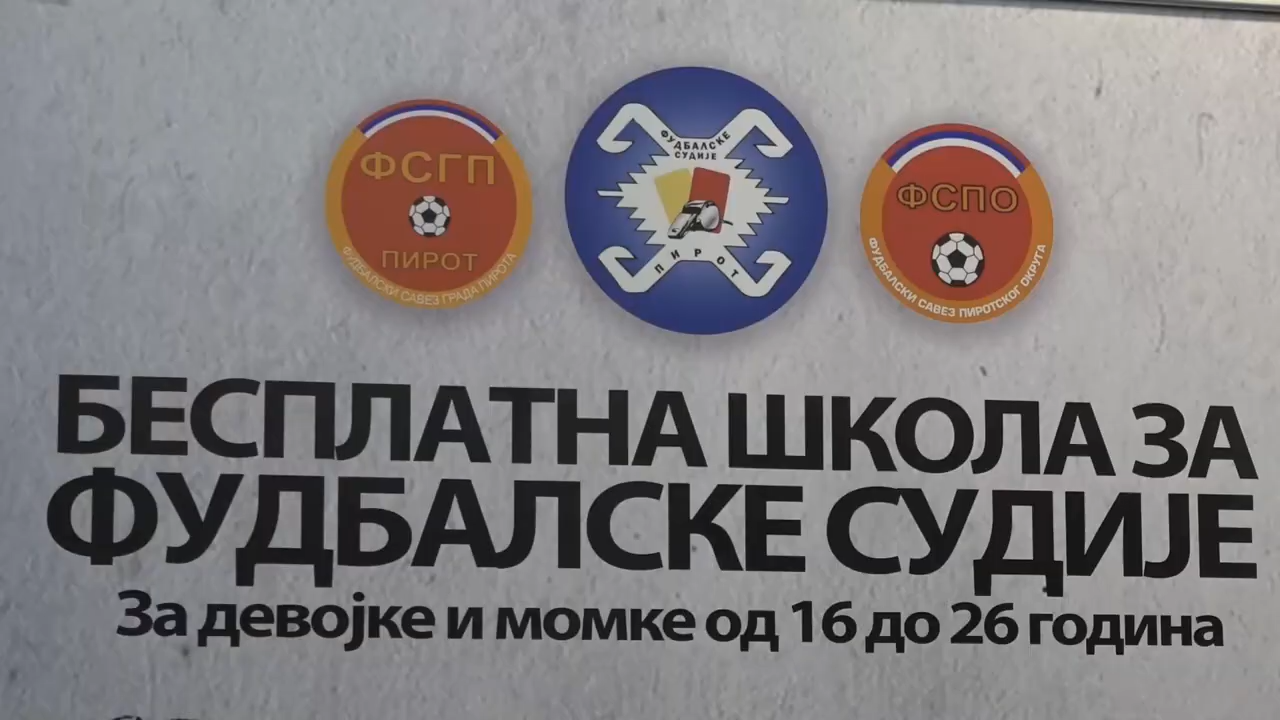 ФСГП
ПИРОТ
ФУДБАЛСКИ САВЕЗ ГРАДА ПИРОТА
ФУДБАЛСКЕ
СУДИЈЕ
ПИРОТ
ФСПО
ФУДБАЛСКИ САВЕЗ ПИРОТСКОГ ОКРУГА
БЕСПЛАТНА ШКОЛА ЗА
ФУДБАЛСКЕ СУДИЈЕ
За девојке и момке од 16 до 26 година